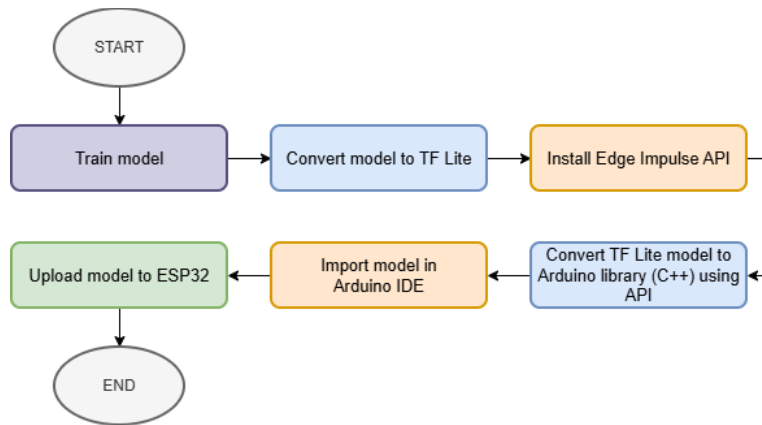 START
Train model
Convert model to TF Lite
Install Edge Impulse API
Convert TF Lite model to
Arduino library (C++) using
API
Import model in
Arduino IDE
Upload model to ESP32
END